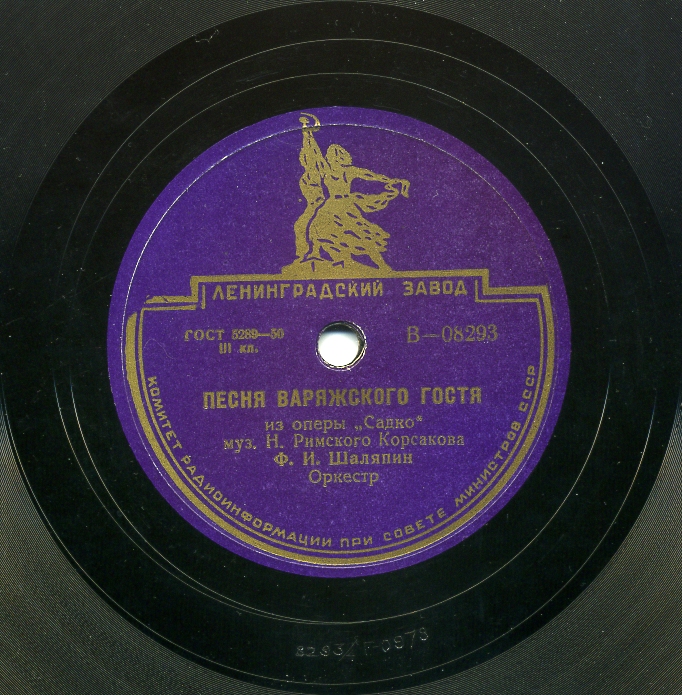 ЛЕНИНГРАДСКИЙ ЗАВОД
ГОСТ 5289—50
III кл.
В—08293
ПЕСНЯ ВАРЯЖСКОГО ГОСТЯ
из оперы „Садко"
муз. Н. Римского Корсакова
Ф. И. Шаляпин
Оркестр
КОМИТЕТ РАДИОИНФОРМАЦИИ ПРИ СОВЕТЕ МИНИСТРОВ СССР